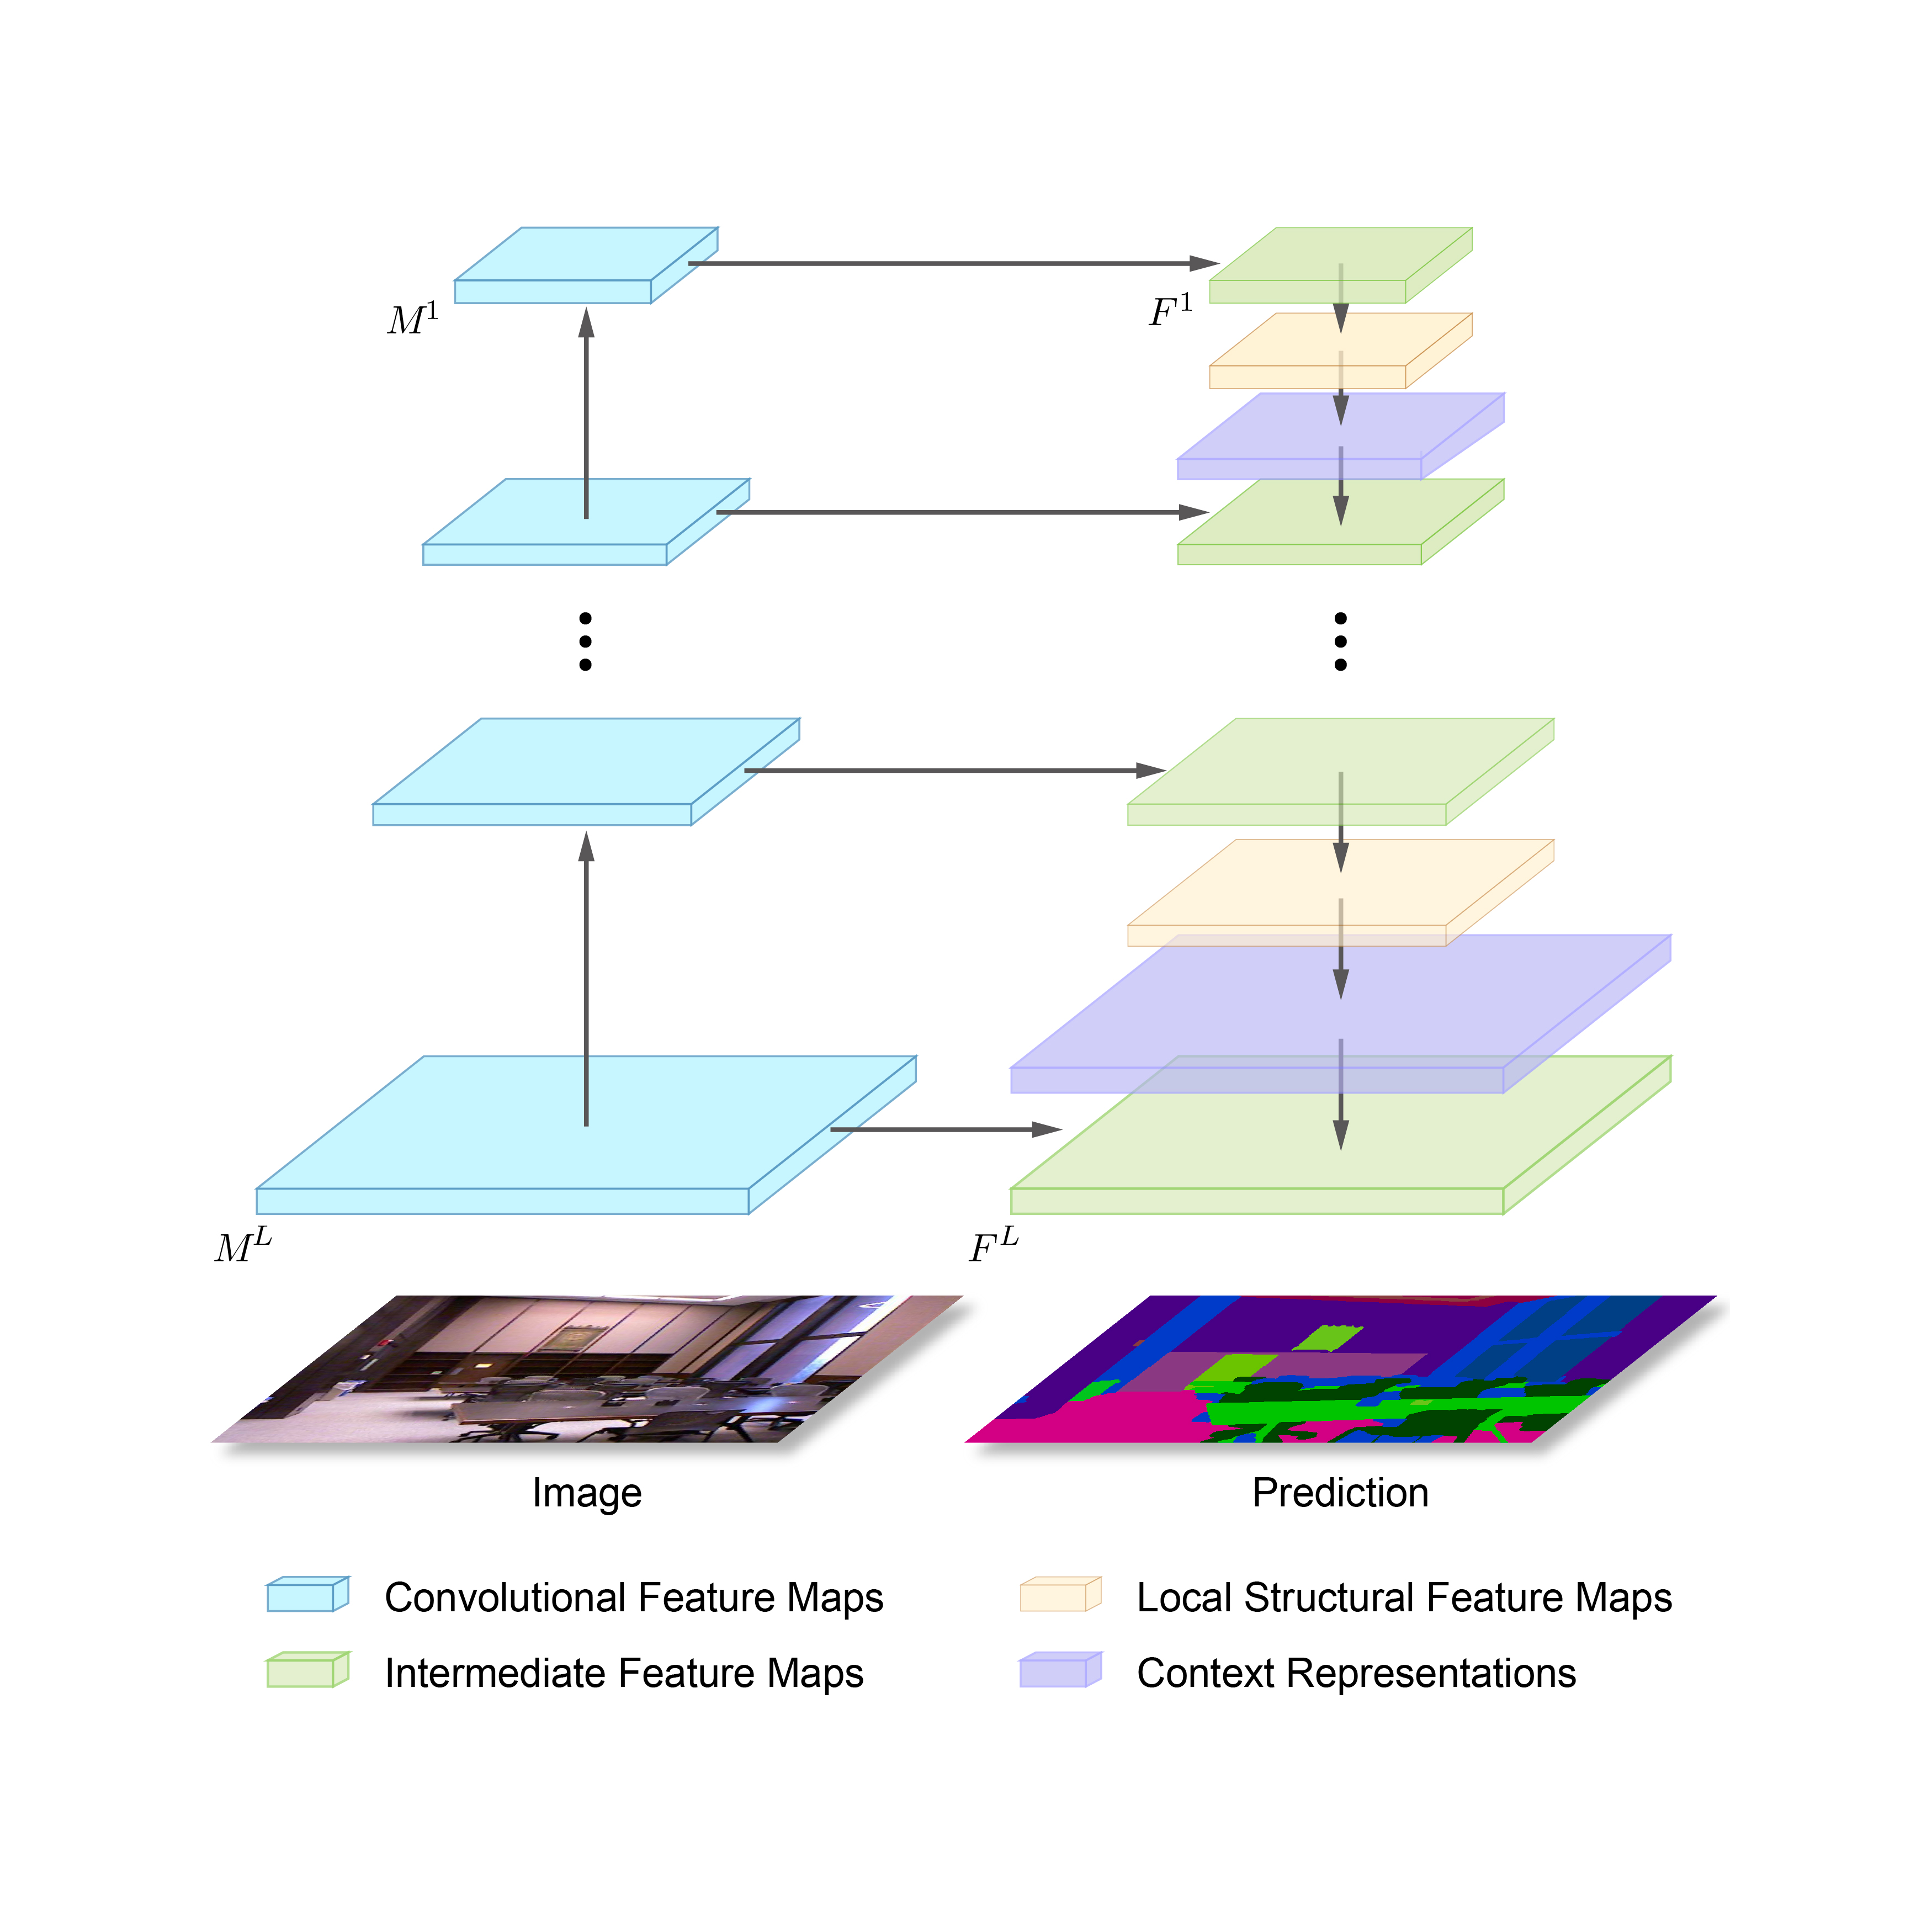 M^1
F^1
M^L
F^L
Image
Prediction
Convolutional Feature Maps
Local Structural Feature Maps
Intermediate Feature Maps
Context Representations